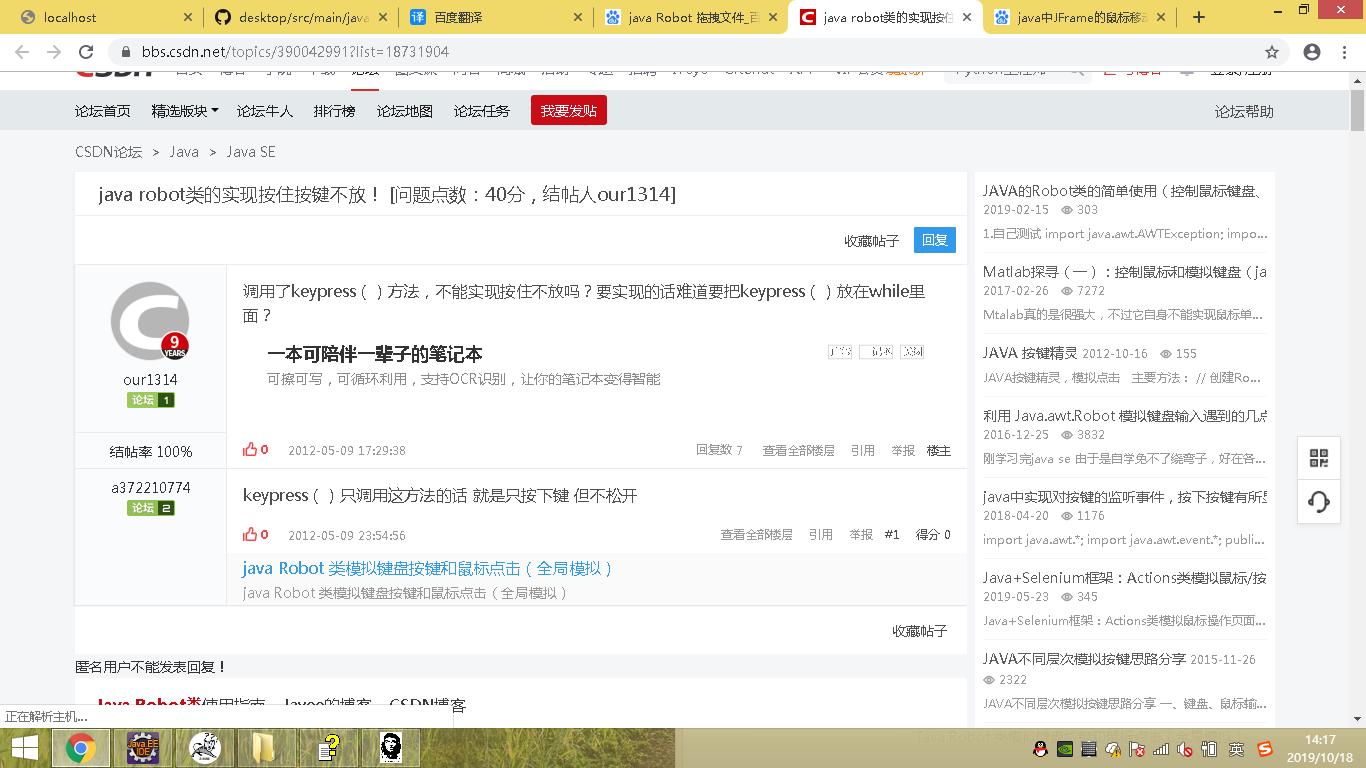 localhost
desktop/src/main/java
百度翻译
java Robot 拖拽文件_百
java robot类的实现按住
java中JFrame的鼠标移动
bbs.csdn.net/topics/390042991?list=18731904
论坛首页 精选版块 论坛牛人 排行榜 论坛地图 论坛任务 我要发贴 论坛帮助
CSDN论坛 > Java > Java SE
java robot类的实现按住按键不放！ [问题点数：40分，结帖人our1314]
收藏帖子 回复
9
YEARS
our1314
论坛 1
结帖率 100%
调用了keypress（ ）方法，不能实现按住不放吗？要实现的话难道要把keypress（ ）放在while里
面？
一本可陪伴一辈子的笔记本
可擦可写，可循环利用，支持OCR识别，让你的笔记本变得智能
0 2012-05-09 17:29:38 回复数 7 查看全部楼层 引用 举报 楼主
a372210774
论坛 2
keypress（ ）只调用这方法的话 就是只按下键 但不松开
0 2012-05-09 23:54:56 查看全部楼层 引用 举报 #1 得分 0
java Robot 类模拟键盘按键和鼠标点击（全局模拟）
java Robot 类模拟键盘按键和鼠标点击（全局模拟）
收藏帖子
匿名用户不能发表回复！
Java Robot类使用指南 - Javee的博客 - CSDN博客
JAVA的Robot类的简单使用（控制鼠标键盘、
2019-02-15 303
1.自己测试 import java.awt.AWTException; impo...
Matlab探寻（一）：控制鼠标和模拟键盘（ja
2017-02-26 7272
Mtalab真的是很强大，不过它自身不能实现鼠标单...
JAVA 按键精灵 2012-10-16 155
JAVA按键精灵，模拟点击 主要方法： // 创建Ro...
利用 Java.awt.Robot 模拟键盘输入遇到的几点
2016-12-25 3832
刚学习完java se 由于是自学免不了绕弯子，好在各...
java中实现对按键的监听事件，按下按键有所显
2018-04-20 1176
import java.awt.*; import java.awt.event.*; publi...
Java+Selenium框架：Actions类模拟鼠标/按
2019-05-23 345
Java+Selenium框架：Actions类模拟鼠标操作页面...
JAVA不同层次模拟按键思路分享 2015-11-26
2322
JAVA不同层次模拟按键思路分享 一、键盘、鼠标输...
正在解析主机...
Java EE
IDE
英
14:17
2019/10/18